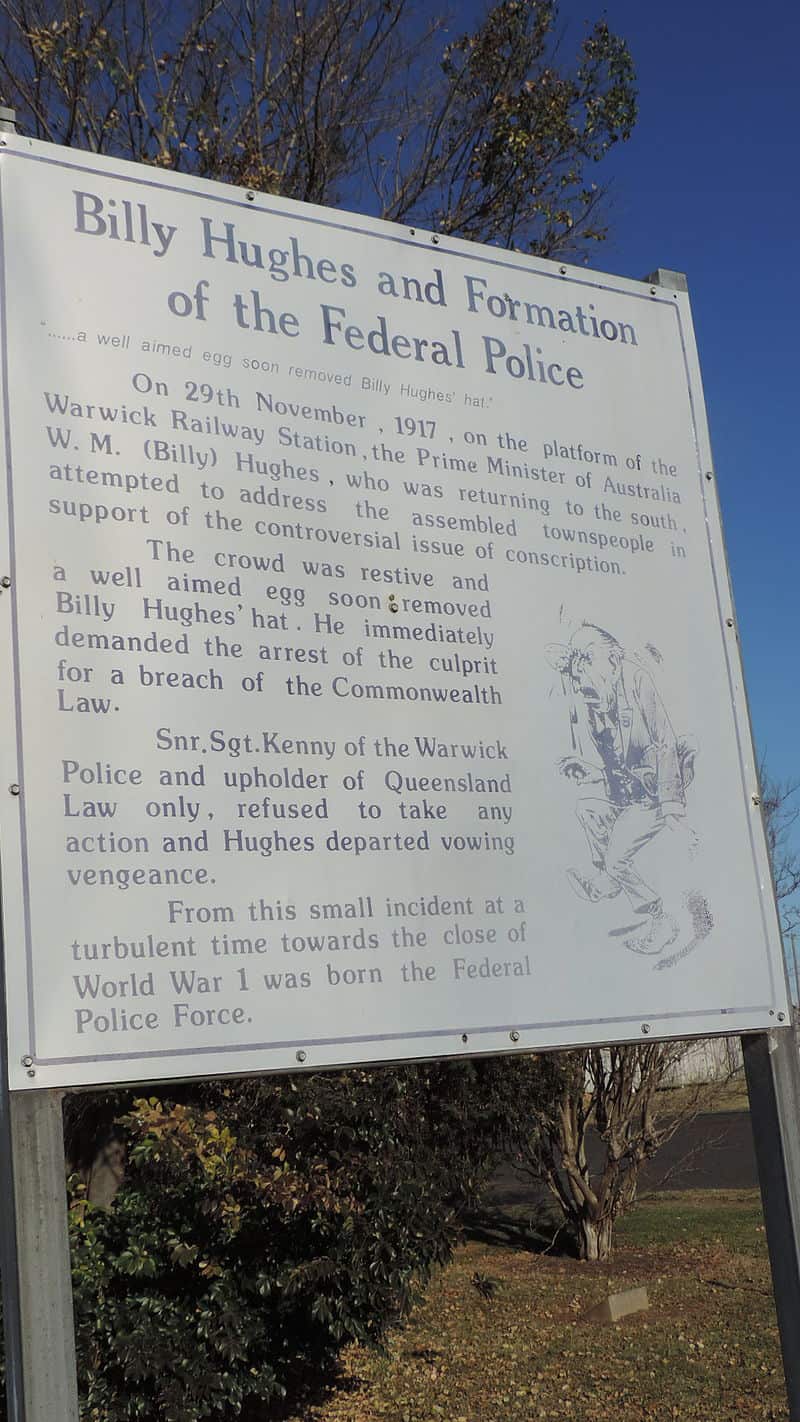 Billy Hughes and Formation
of the Federal Police
"......a well aimed egg soon removed Billy Hughes' hat."
On 29th November , 1917 , on the platform of the
Warwick Railway Station , the Prime Minister of Australia
W. M. (Billy) Hughes , who was returning to the south ,
attempted to address the assembled townspeople in
support of the controversial issue of conscription.
The crowd was restive and
a well aimed egg soon removed
Billy Hughes' hat . He immediately
demanded the arrest of the culprit
for a breach of the Commonwealth
Law.
Snr.Sgt.Kenny of the Warwick
Police and upholder of Queensland
Law only , refused to take any
action and Hughes departed vowing
vengeance.
From this small incident at a
turbulent time towards the close of
World War 1 was born the Federal
Police Force.